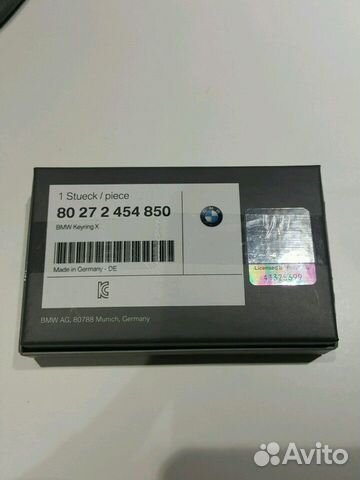 1 Stueck / piece
80 27 2 454 850
BMW Keyring X
Made in Germany - DE
BMW AG, 80788 Munich, Germany
Avito